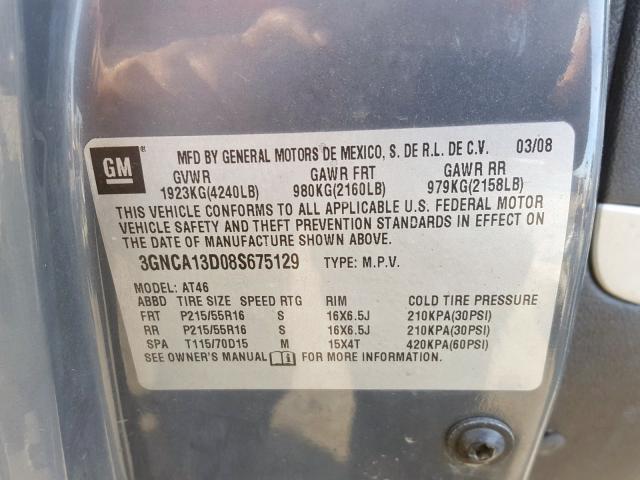 GM® MFD BY GENERAL MOTORS DE MEXICO, S. DE R.L. DE C.V. 03/08
GVWR GAWR FRT GAWR RR
1923KG(4240LB) 980KG(2160LB) 979KG(2158LB)
THIS VEHICLE CONFORMS TO ALL APPLICABLE U.S. FEDERAL MOTOR
VEHICLE SAFETY AND THEFT PREVENTION STANDARDS IN EFFECT ON
THE DATE OF MANUFACTURE SHOWN ABOVE.
3GNCA13D08S675129 TYPE: M.P.V.
MODEL: AT46
ABBD TIRE SIZE SPEED RTG RIM COLD TIRE PRESSURE
FRT P215/55R16 S 16X6.5J 210KPA(30PSI)
RR P215/55R16 S 16X6.5J 210KPA(30PSI)
SPA T115/70D15 M 15X4T 420KPA(60PSI)
SEE OWNER'S MANUAL i FOR MORE INFORMATION.